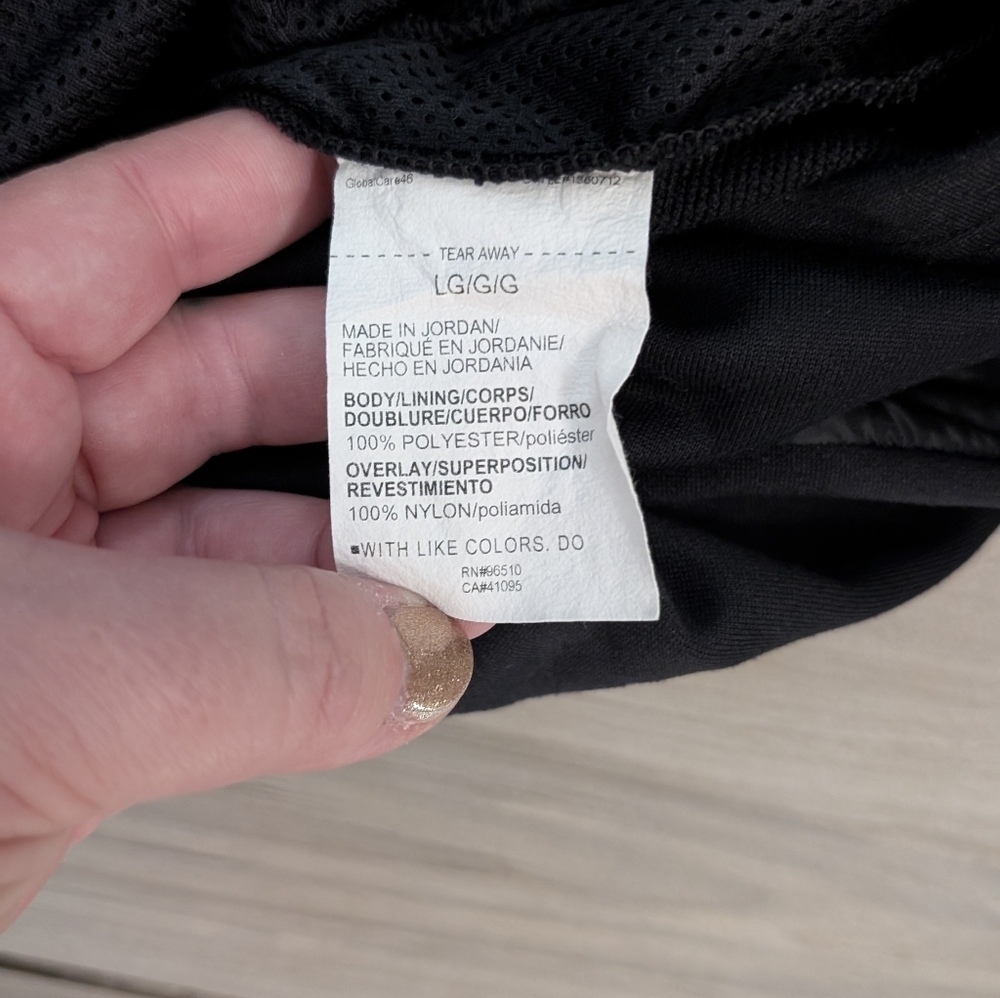 GlobalCare46
TEAR AWAY
LG/G/G
MADE IN JORDAN/
FABRIQUÉ EN JORDANIE/
HECHO EN JORDANIA
BODY/LINING/CORPS/
DOUBLURE/CUERPO/FORRO
100% POLYESTER/poliéster
OVERLAY/SUPERPOSITION/
REVESTIMIENTO
100% NYLON/poliamida
WITH LIKE COLORS. DO
RN#96510
CA#41095